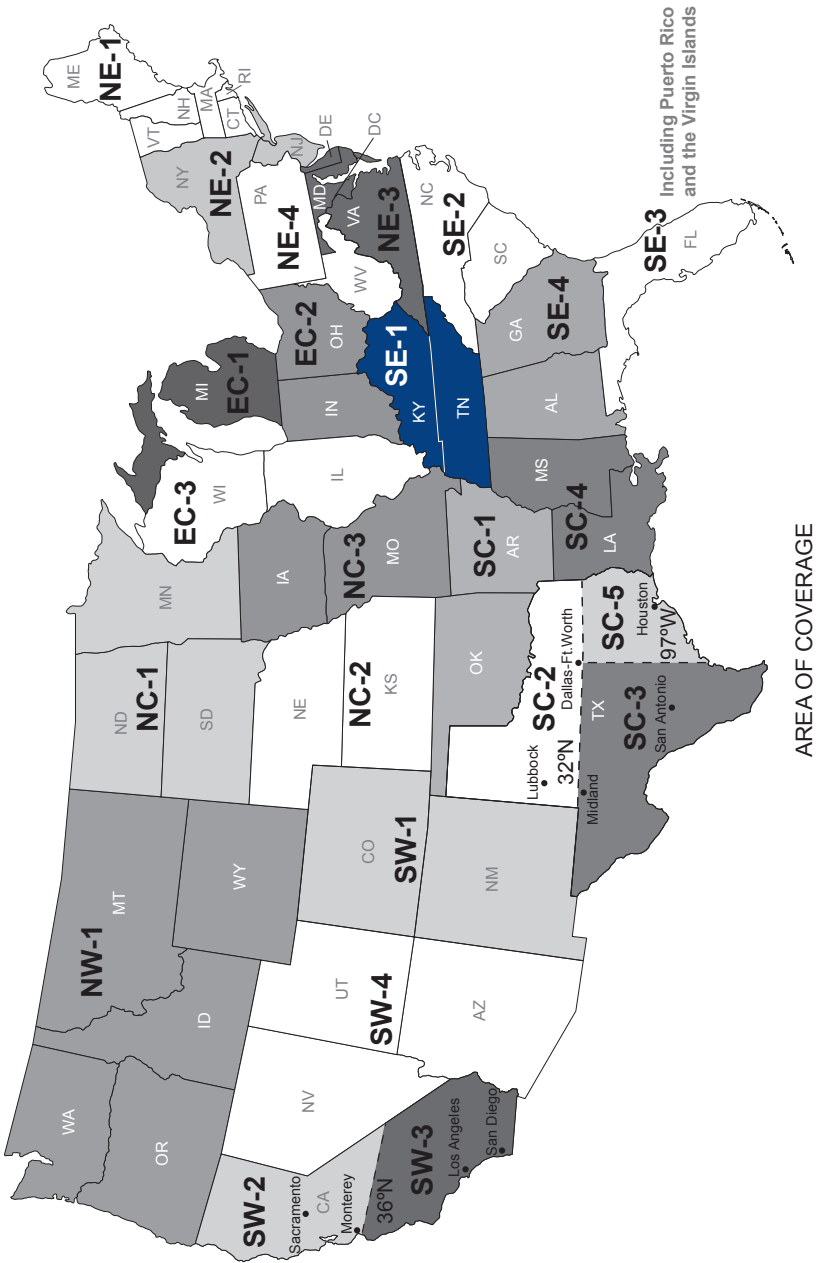 WA
OR
ID
MT
NW-1
WY
NV
UT
SW-4
AZ
SW-2
Sacramento
CA
Monterey
36ºN
SW-3
Los Angeles
San Diego
CO
SW-1
NM
ND
NC-1
SD
MN
NE
NC-2
KS
OK
Lubbock
SC-2
32ºN
Dallas-Ft.Worth
Midland
TX
SC-3
San Antonio
SC-5
Houston
97ºW
IA
NC-3
MO
SC-1
AR
SC-4
LA
MS
EC-3
WI
IL
MI
EC-1
IN
EC-2
OH
SE-1
KY
TN
AL
GA
SE-4
SE-3
FL
Including Puerto Rico
and the Virgin Islands
SC
SE-2
NC
WV
VA
NE-3
MD
DE
DC
NE-4
PA
NJ
NY
NE-2
VT
NH
MA
CT
RI
ME
NE-1
AREA OF COVERAGE